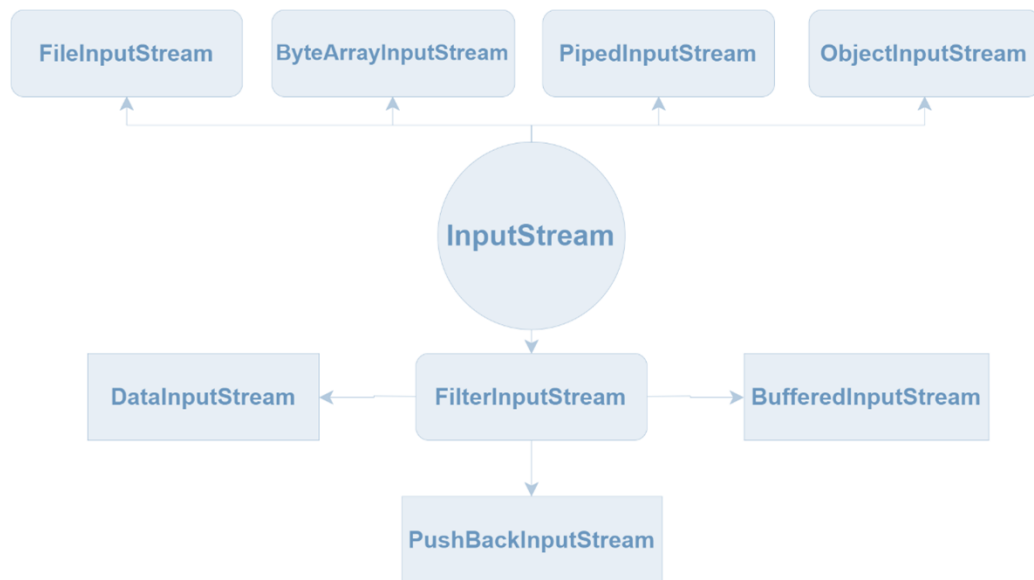 FileInputStream
ByteArrayInputStream
PipedInputStream
ObjectInputStream
InputStream
DataInputStream
FilterInputStream
BufferedInputStream
PushBackInputStream